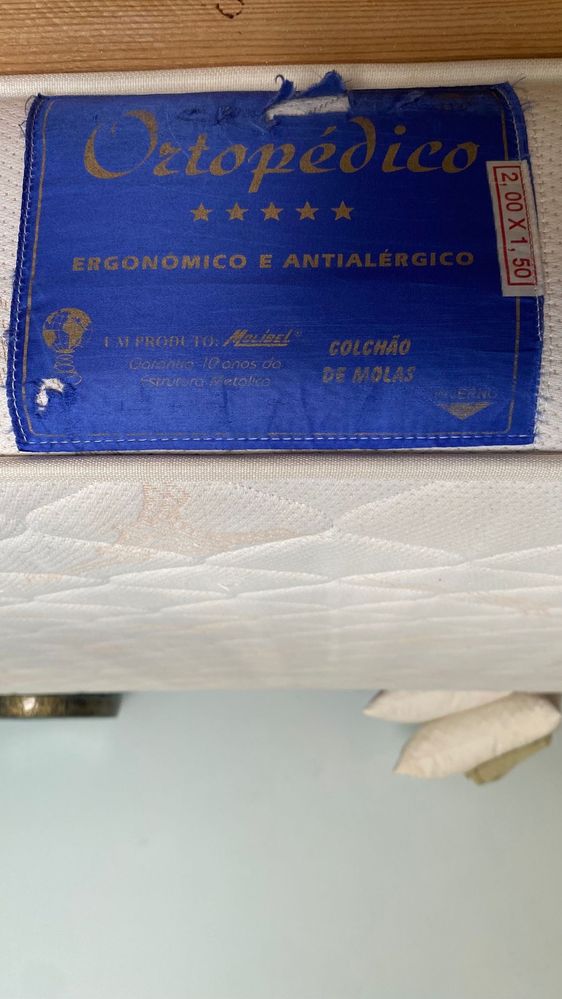 Ortopédico
ERGONÓMICO E ANTIALÉRGICO
2,00 X 1,50
UM PRODUTO: Molibel®
Garantia 10 anos da
Estrutura Metálica
COLCHÃO
DE MOLAS
INVERNO